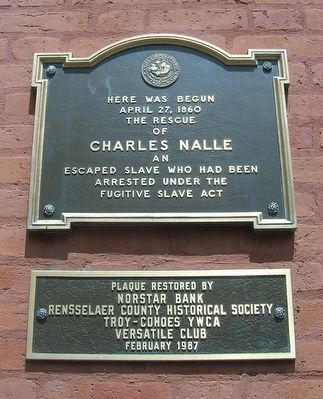 HERE WAS BEGUN
APRIL 27, 1860
THE RESCUE
OF
CHARLES NALLE
AN
ESCAPED SLAVE WHO HAD BEEN
ARRESTED UNDER THE
FUGITIVE SLAVE ACT
PLAQUE RESTORED BY
NORSTAR BANK
RENSSELAER COUNTY HISTORICAL SOCIETY
TROY-COHOES YWCA
VERSATILE CLUB
FEBRUARY 1987